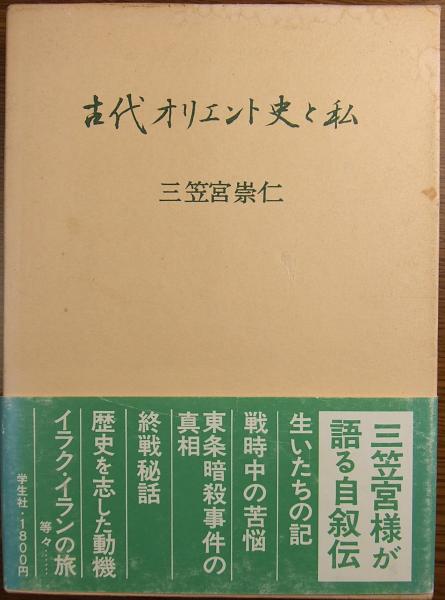 古代オリエント史と私
三笠宮崇仁
三笠宮様が
語る自叙伝
生いたちの記
戦時中の苦悩
東条暗殺事件の
真相
終戦秘話
歴史を志した動機
イラク・イランの旅
等々……
学生社・1800円